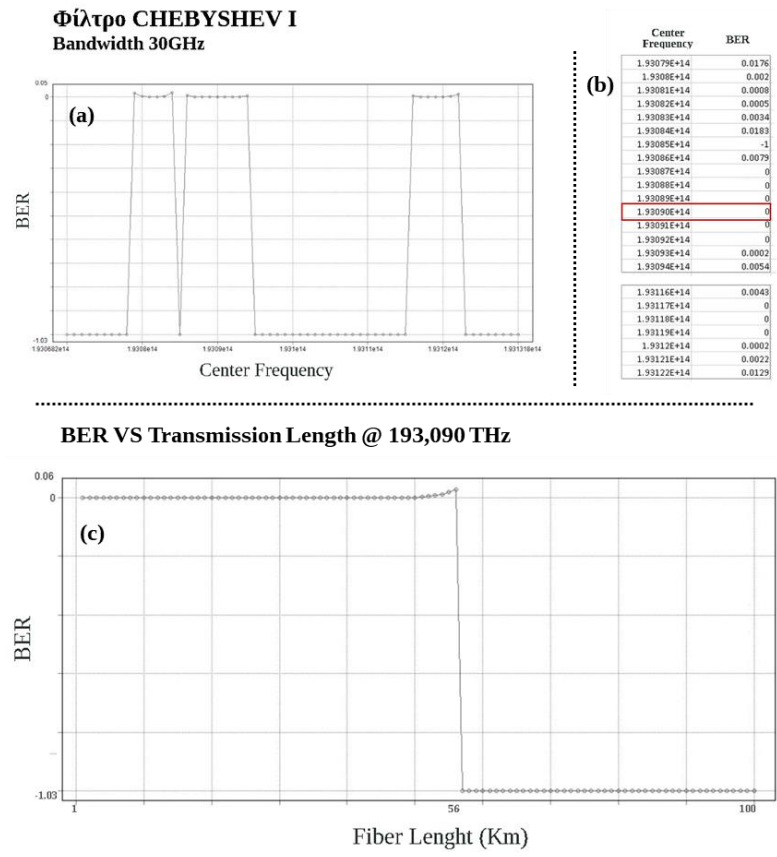 Φίλτρο CHEBYSHEV I
Bandwidth 30GHz
(a)
0.05
0
-1.03
BER
1.930682e14
1.9308e14
1.9309e14
1.931e14
1.9311e14
1.9312e14
1.931318e14
Center Frequency
(b)
Center Frequency BER
1.93079E+14 0.0176
1.9308E+14 0.002
1.93081E+14 0.0008
1.93082E+14 0.0005
1.93083E+14 0.0034
1.93084E+14 0.0183
1.93085E+14 -1
1.93086E+14 0.0079
1.93087E+14 0
1.93088E+14 0
1.93089E+14 0
1.93090E+14 0
1.93091E+14 0
1.93092E+14 0
1.93093E+14 0.0002
1.93094E+14 0.0054
1.93116E+14 0.0043
1.93117E+14 0
1.93118E+14 0
1.93119E+14 0
1.9312E+14 0.0002
1.93121E+14 0.0022
1.93122E+14 0.0129
BER VS Transmission Length @ 193,090 THz
0.06
0
(c)
BER
-1.03
1
56
100
Fiber Lenght (Km)